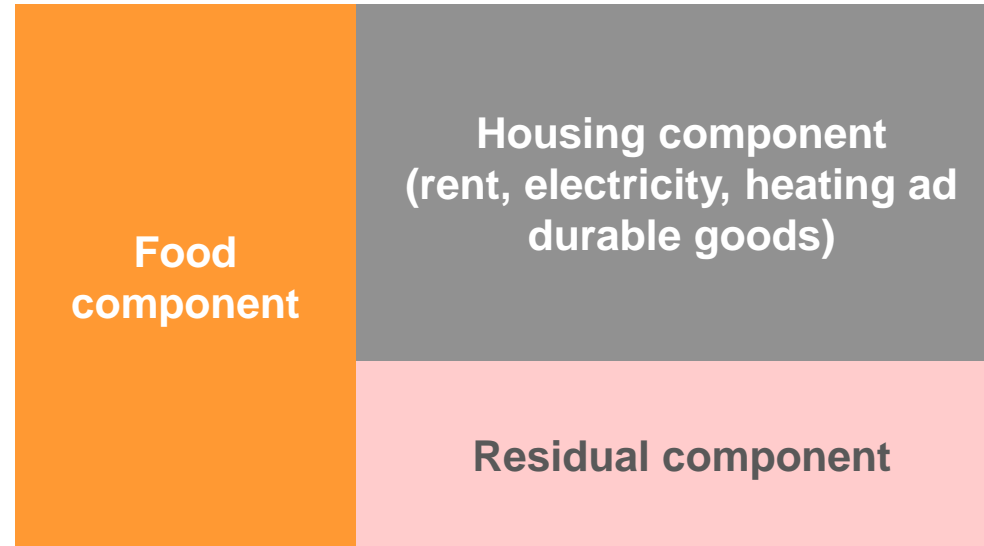 Food
component
Housing component
(rent, electricity, heating ad
durable goods)
Residual component